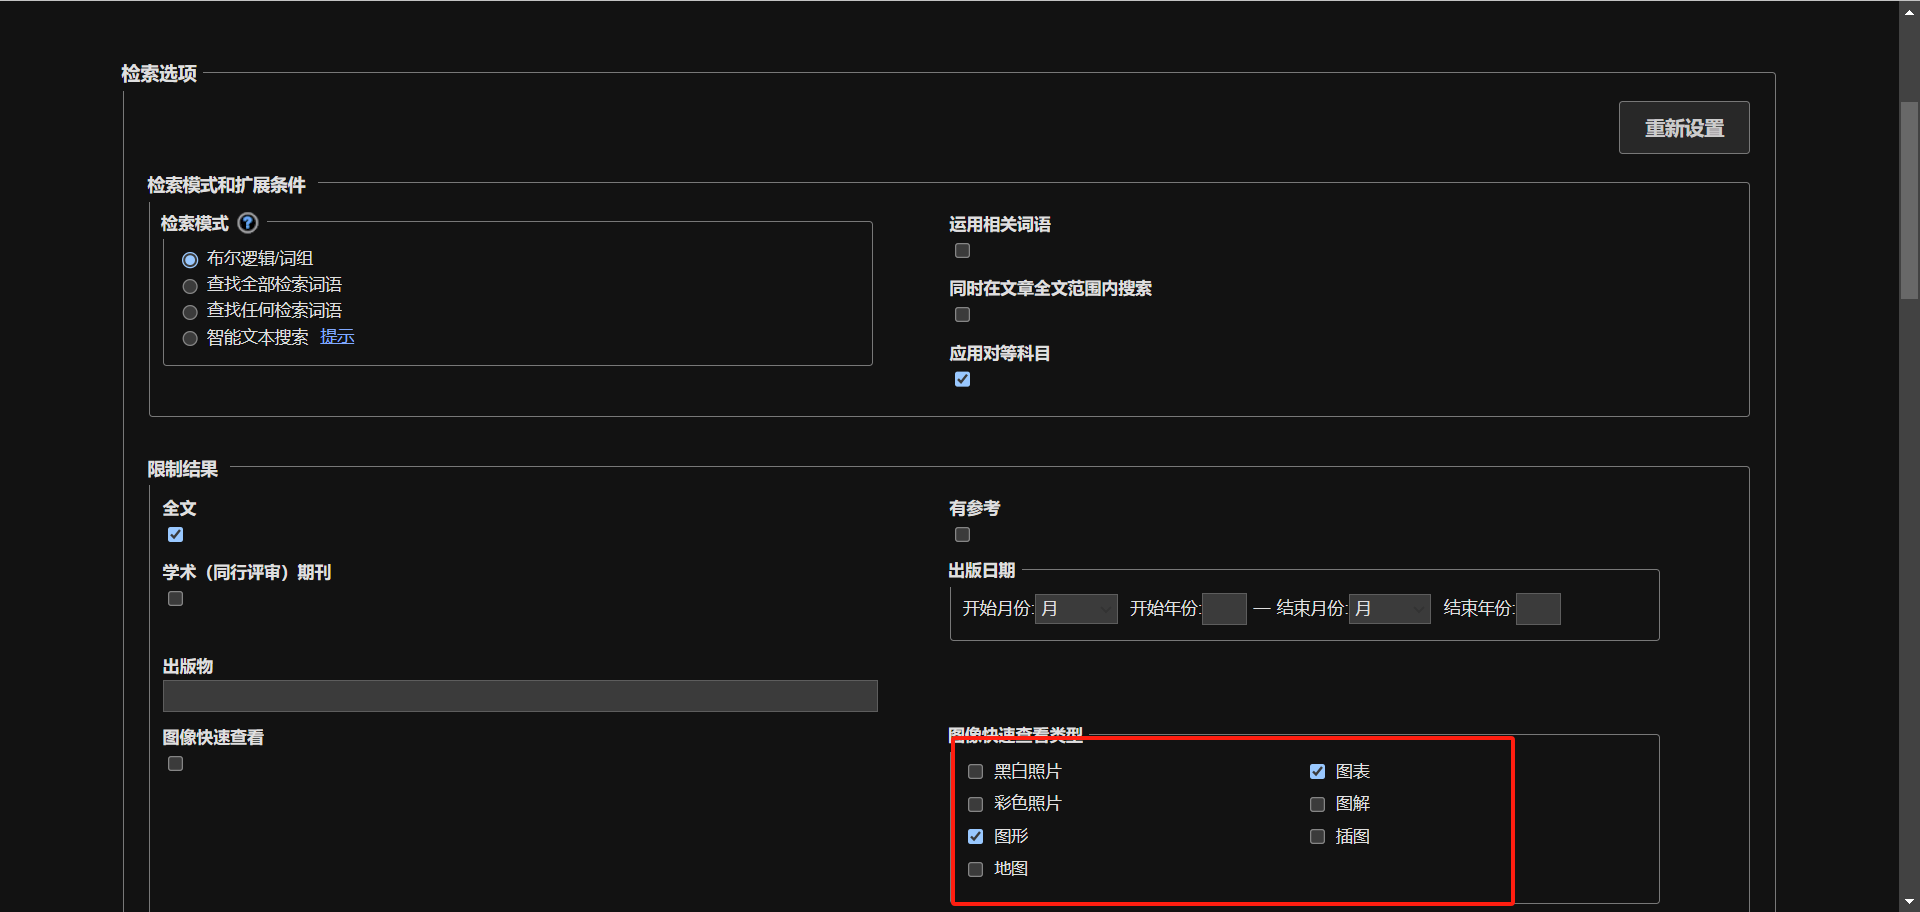 检索选项
重新设置
检索模式和扩展条件
检索模式 ?
布尔逻辑/词组
查找全部检索词语
查找任何检索词语
智能文本搜索 提示
运用相关词语
同时在文章全文范围内搜索
应用对等科目
限制结果
全文
有参考
学术（同行评审）期刊
出版日期
开始月份: 月 开始年份: — 结束月份: 月 结束年份:
出版物
图像快速查看
图像快速查看类型
黑白照片
图表
彩色照片
图解
图形
插图
地图